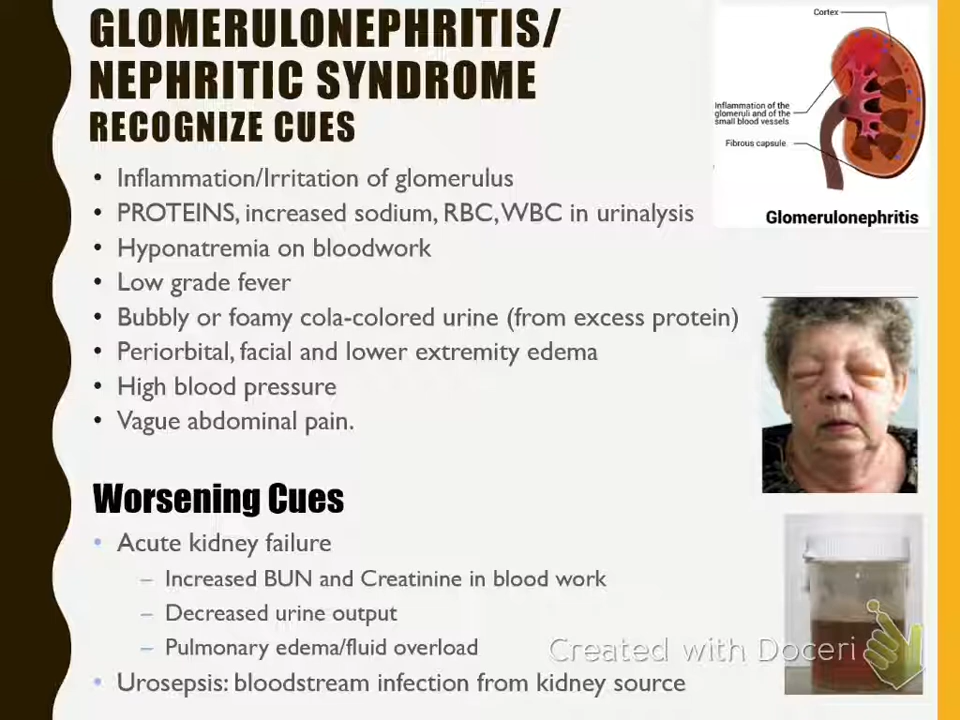 GLOMERULONEPHRITIS/
NEPHRITIC SYNDROME
RECOGNIZE CUES
• Inflammation/Irritation of glomerulus
• PROTEINS, increased sodium, RBC, WBC in urinalysis
• Hyponatremia on bloodwork
• Low grade fever
• Bubbly or foamy cola-colored urine (from excess protein)
• Periorbital, facial and lower extremity edema
• High blood pressure
• Vague abdominal pain.
Worsening Cues
• Acute kidney failure
– Increased BUN and Creatinine in blood work
– Decreased urine output
– Pulmonary edema/fluid overload
• Urosepsis: bloodstream infection from kidney source
Cortex
Inflammation of the
glomeruli and of the
small blood vessels
Fibrous capsule
Glomerulonephritis
Created with Doceri